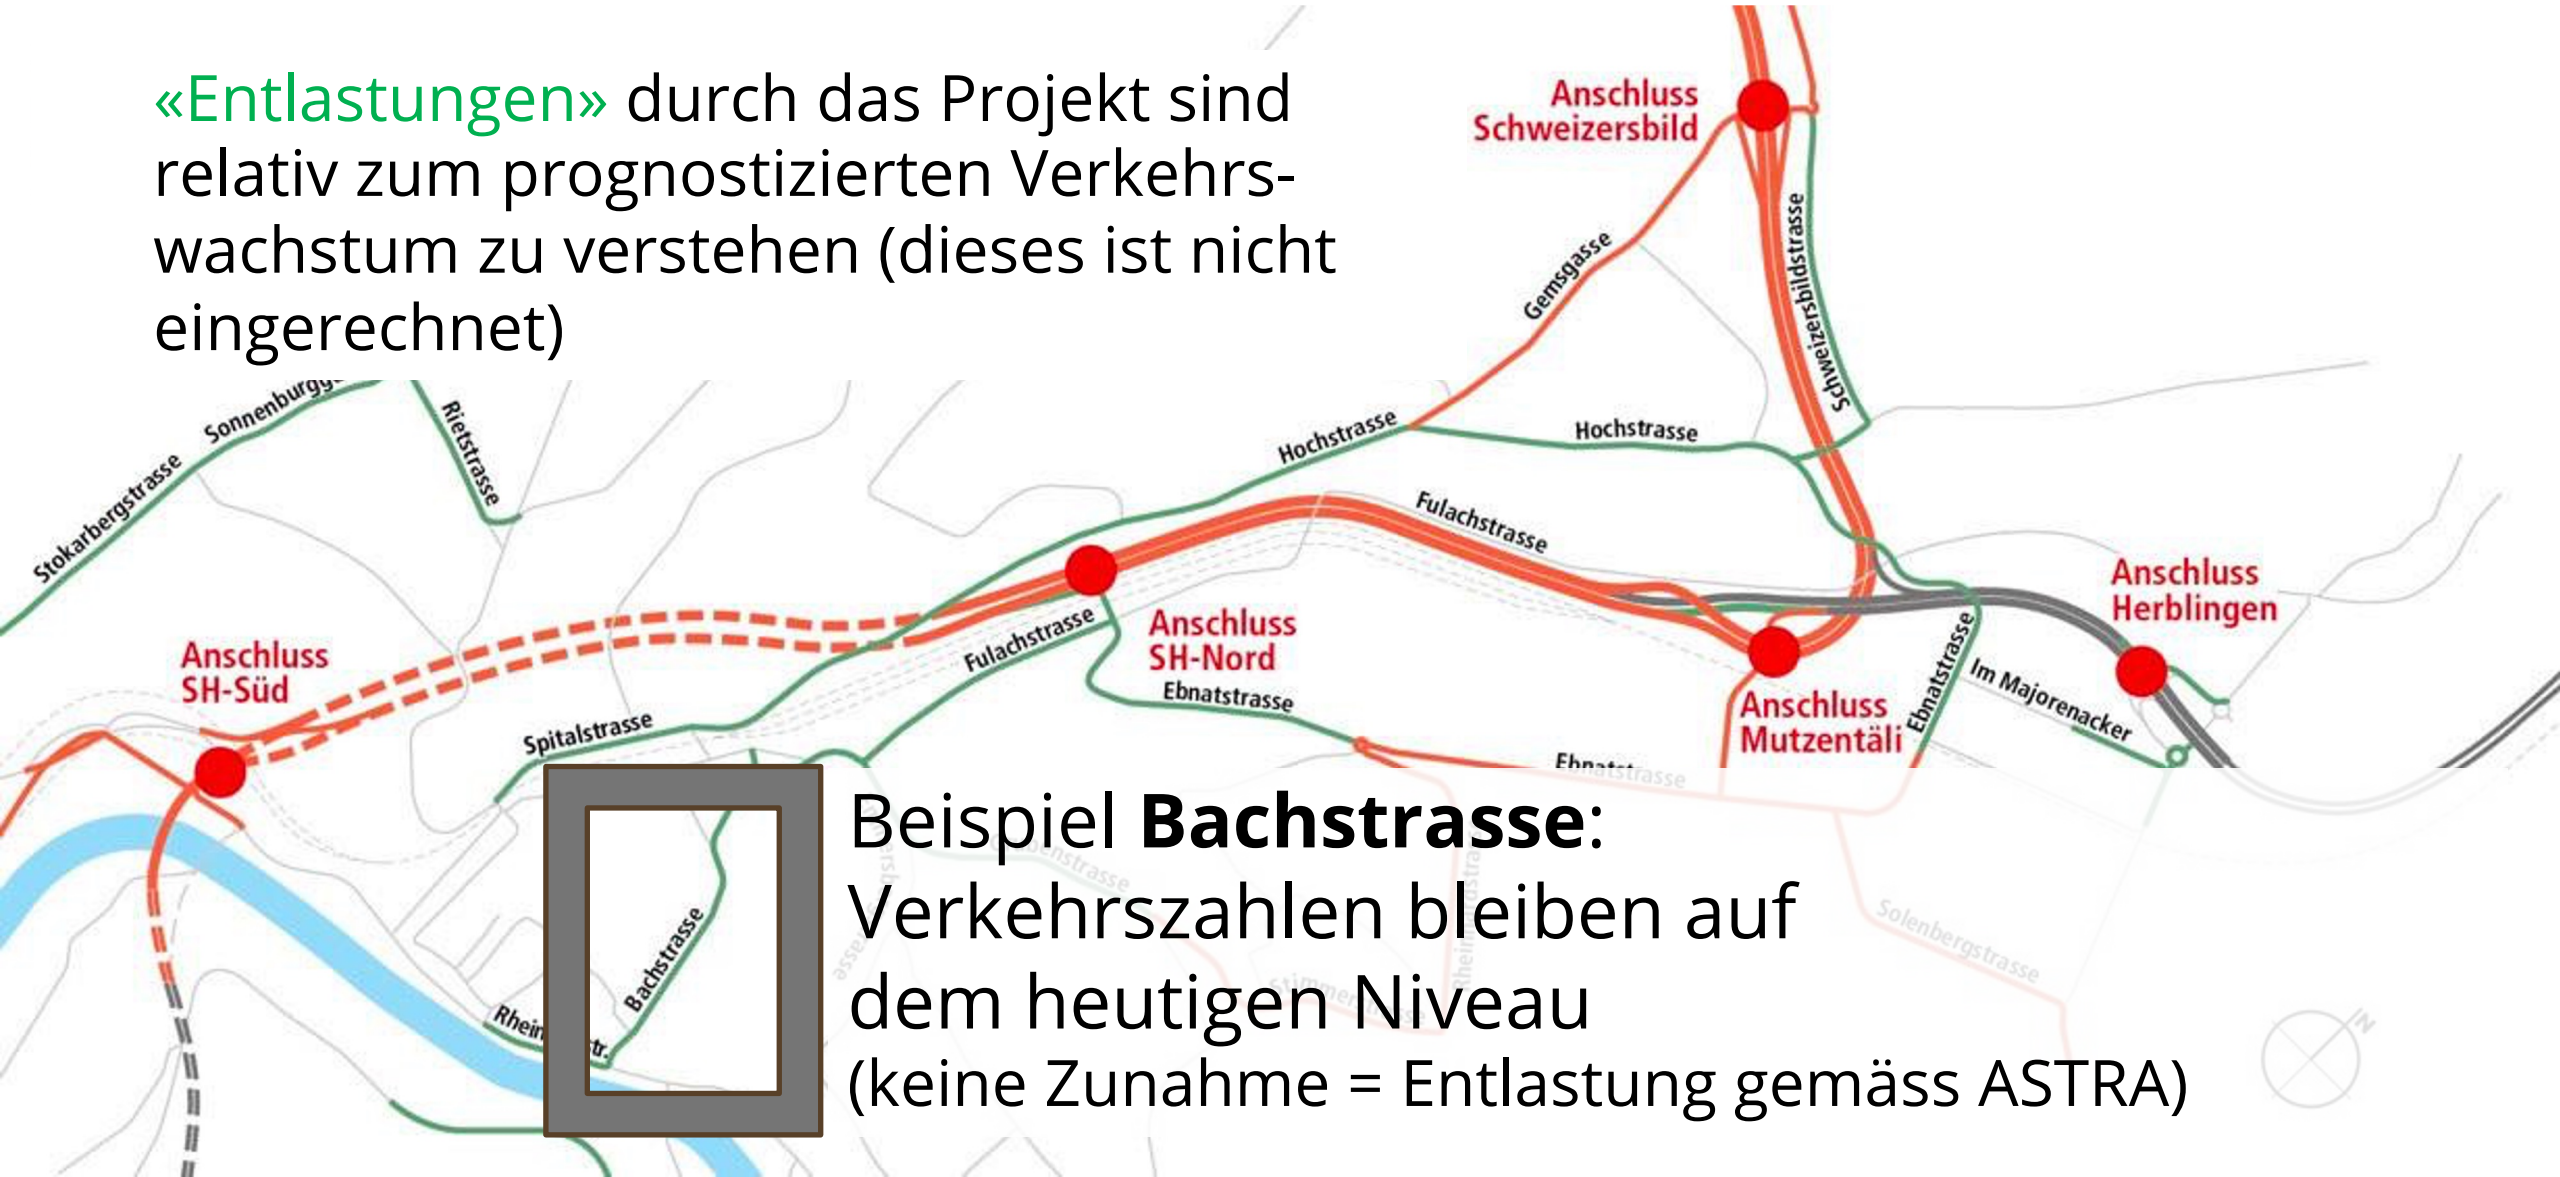 «Entlastungen» durch das Projekt sind
relativ zum prognostizierten Verkehrs-
wachstum zu verstehen (dieses ist nicht
eingerechnet)
Anschluss
Schweizersbild
Schweizersbildstrasse
Gemsgasse
Hochstrasse
Hochstrasse
Rietstrasse
Stokarbergstrasse
Fulachstrasse
Anschluss
Herblingen
Anschluss
SH-Nord
Fulachstrasse
Ebnatstrasse
Anschluss
SH-Süd
Spitalstrasse
Ebnatstrasse
Im Majorenacker
Anschluss
Mutzentäli
Ebnatstrasse
Beispiel Bachstrasse:
Verkehrszahlen bleiben auf
dem heutigen Niveau
(keine Zunahme = Entlastung gemäss ASTRA)
Bachstrasse
Solenbergstrasse
N